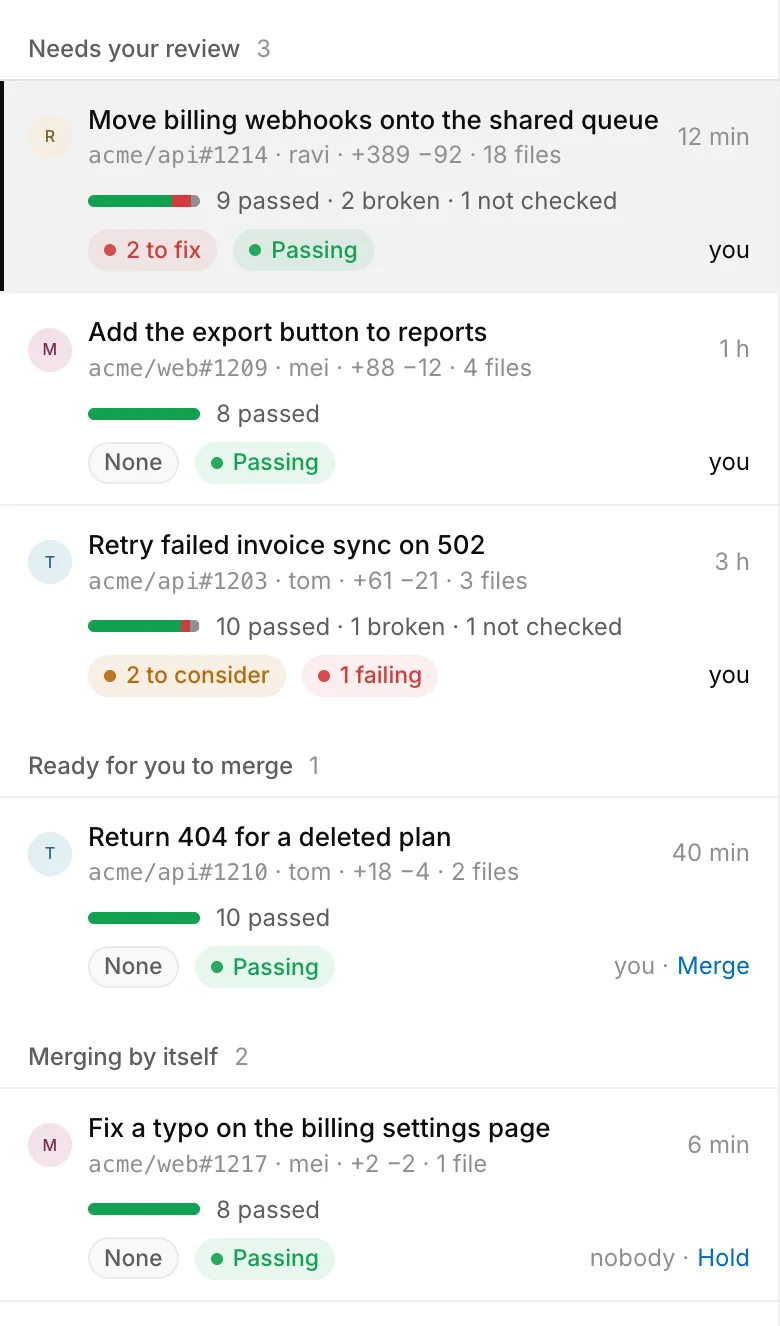 Needs your review 3
R
Move billing webhooks onto the shared queue
12 min
acme/api#1214 · ravi · +389 −92 · 18 files
9 passed · 2 broken · 1 not checked
2 to fix Passing you
Add the export button to reports
M
1 h
acme/web#1209 · mei · +88 −12 · 4 files
8 passed
None Passing you
Retry failed invoice sync on 502
T
3 h
acme/api#1203 · tom · +61 −21 · 3 files
10 passed · 1 broken · 1 not checked
2 to consider 1 failing you
Ready for you to merge 1
Return 404 for a deleted plan
T
40 min
acme/api#1210 · tom · +18 −4 · 2 files
10 passed
None Passing you · Merge
Merging by itself 2
Fix a typo on the billing settings page
M
6 min
acme/web#1217 · mei · +2 −2 · 1 file
8 passed
None Passing nobody · Hold